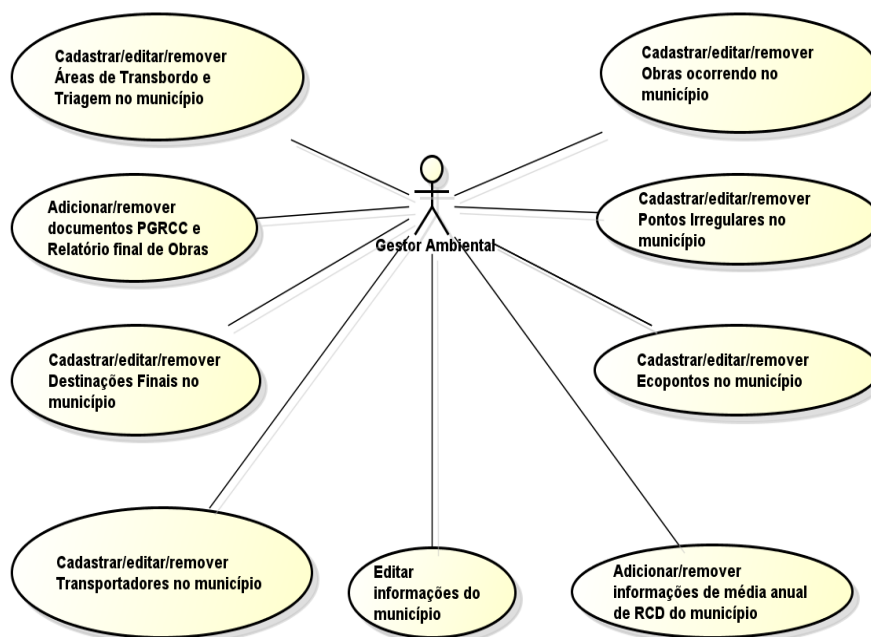 Cadastrar/editar/remover
Áreas de Transbordo e
Triagem no município
Cadastrar/editar/remover
Obras ocorrendo no
município
Adicionar/remover
documentos PGRCC e
Relatório final de Obras
Gestor Ambiental
Cadastrar/editar/remover
Pontos Irregulares no
município
Cadastrar/editar/remover
Destinações Finais no
município
Cadastrar/editar/remover
Ecopontos no município
Cadastrar/editar/remover
Transportadores no município
Editar
informações do
município
Adicionar/remover
informações de média anual
de RCD do município